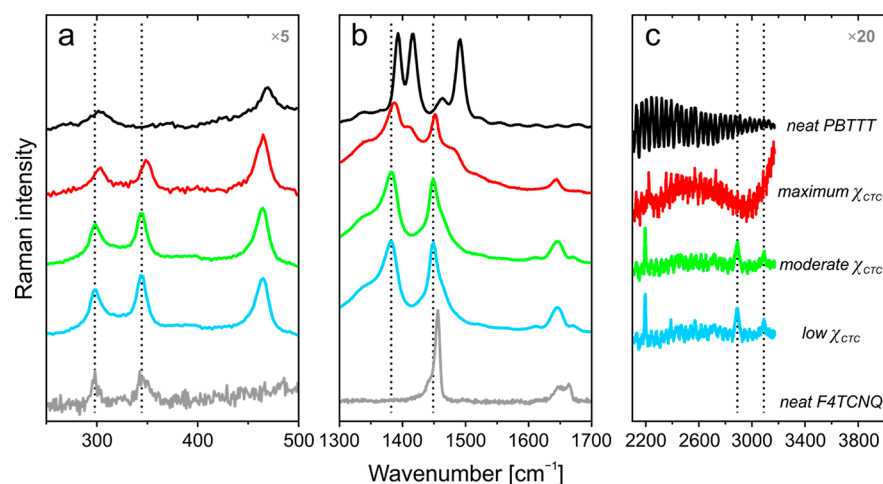 a
×5
b
c
×20
neat PBTTT
maximum χCTC
moderate χCTC
low χCTC
neat F4TCNQ
Raman intensity
300 400 500
1300 1400 1500 1600 1700
2200 2600 3000 3400 3800
Wavenumber [cm⁻¹]